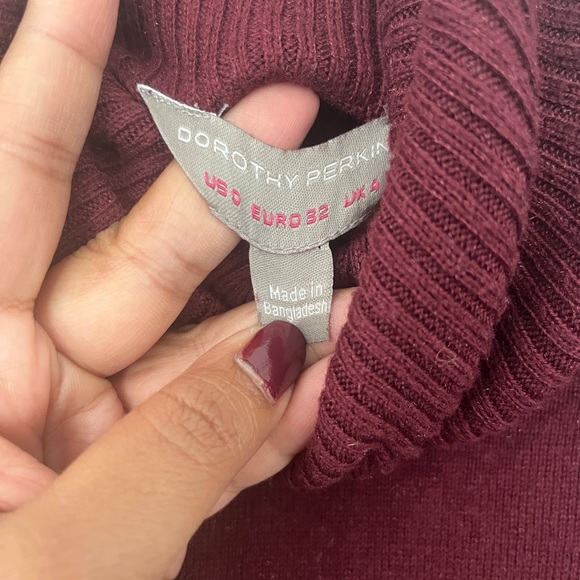 DOROTHY PERKIN
US 0 EURO 32 UK 4
Made in
Bangladesh